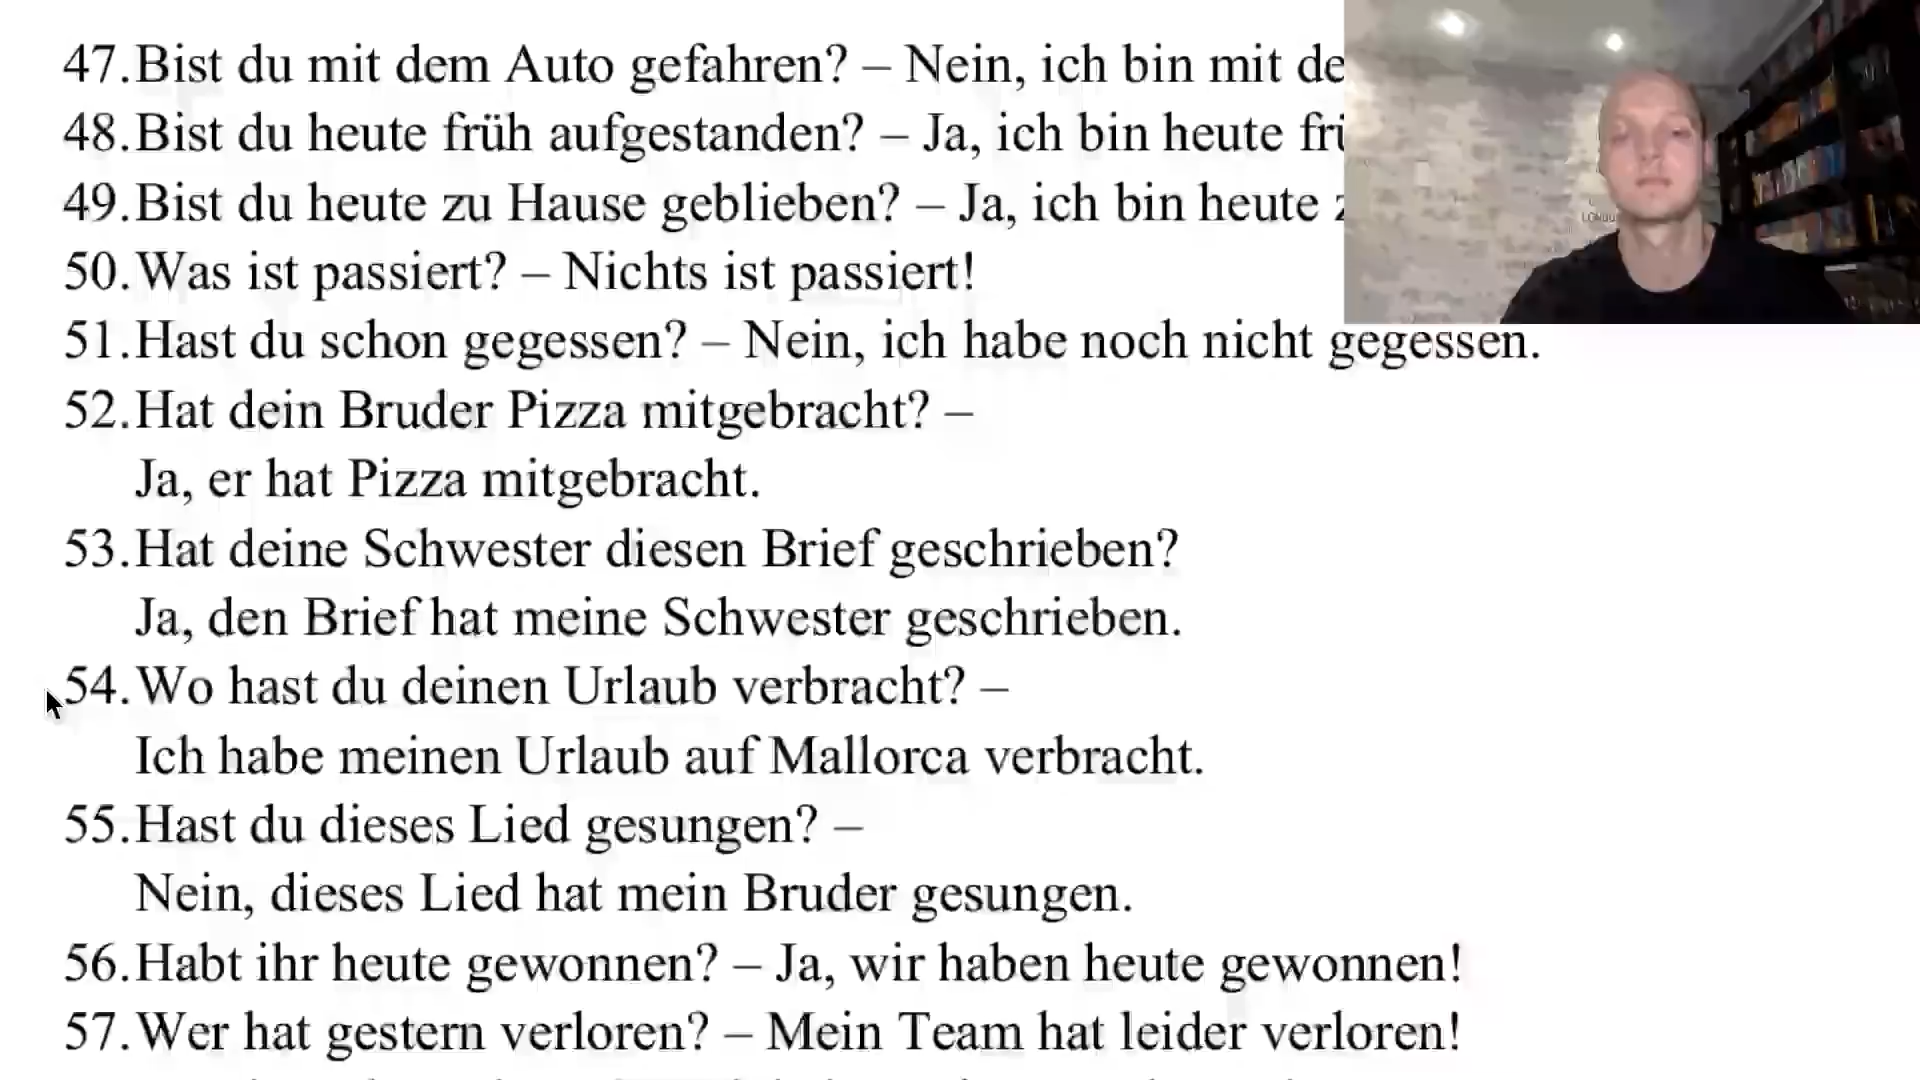 47. Bist du mit dem Auto gefahren? – Nein, ich bin mit
48. Bist du heute früh aufgestanden? – Ja, ich bin heute
49. Bist du heute zu Hause geblieben? – Ja, ich bin heute
50. Was ist passiert? – Nichts ist passiert!
51. Hast du schon gegessen? – Nein, ich habe noch nicht gegessen.
52. Hat dein Bruder Pizza mitgebracht? –
Ja, er hat Pizza mitgebracht.
53. Hat deine Schwester diesen Brief geschrieben?
Ja, den Brief hat meine Schwester geschrieben.
54. Wo hast du deinen Urlaub verbracht? –
Ich habe meinen Urlaub auf Mallorca verbracht.
55. Hast du dieses Lied gesungen? –
Nein, dieses Lied hat mein Bruder gesungen.
56. Habt ihr heute gewonnen? – Ja, wir haben heute gewonnen!
57. Wer hat gestern verloren? – Mein Team hat leider verloren!